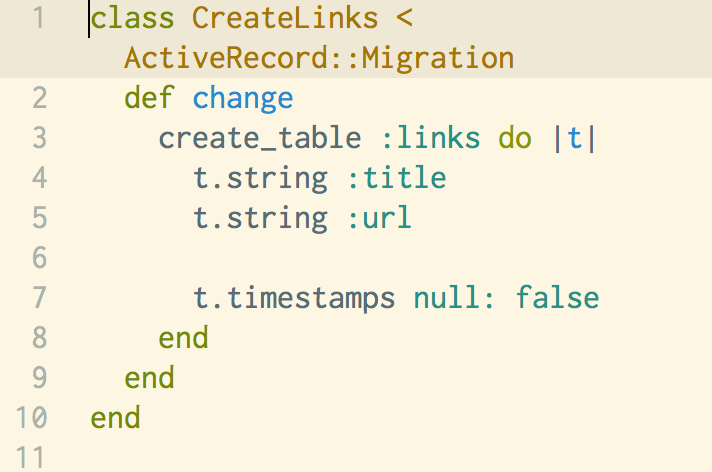 1 class CreateLinks <
ActiveRecord::Migration
2 def change
3 create_table :links do |t|
4 t.string :title
5 t.string :url
6
7 t.timestamps null: false
8 end
9 end
10 end
11